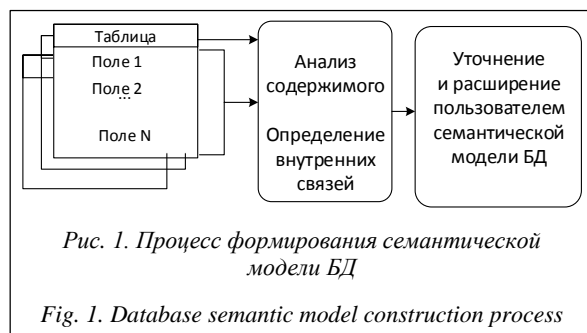 Таблица
Поле 1
Поле 2
...
Поле N
Анализ
содержимого
Определение
внутренних
связей
Уточнение
и расширение
пользователем
семантической
модели БД
Рис. 1. Процесс формирования семантической
модели БД
Fig. 1. Database semantic model construction process